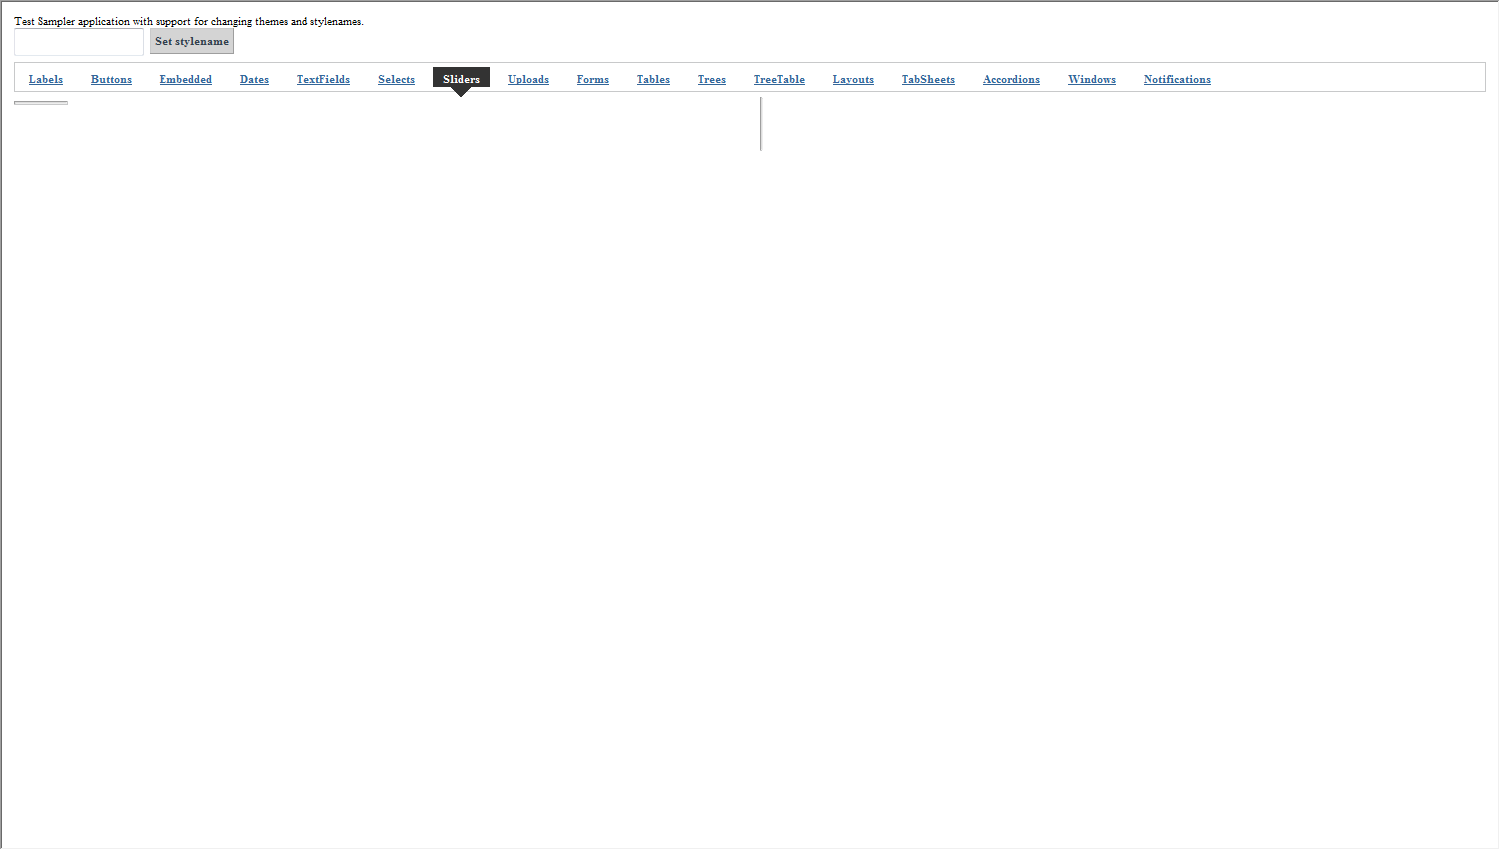 Test Sampler application with support for changing themes and stylenames.
Set stylename
Labels Buttons Embedded Dates TextFields Selects Sliders Uploads Forms Tables Trees TreeTable Layouts TabSheets Accordions Windows Notifications